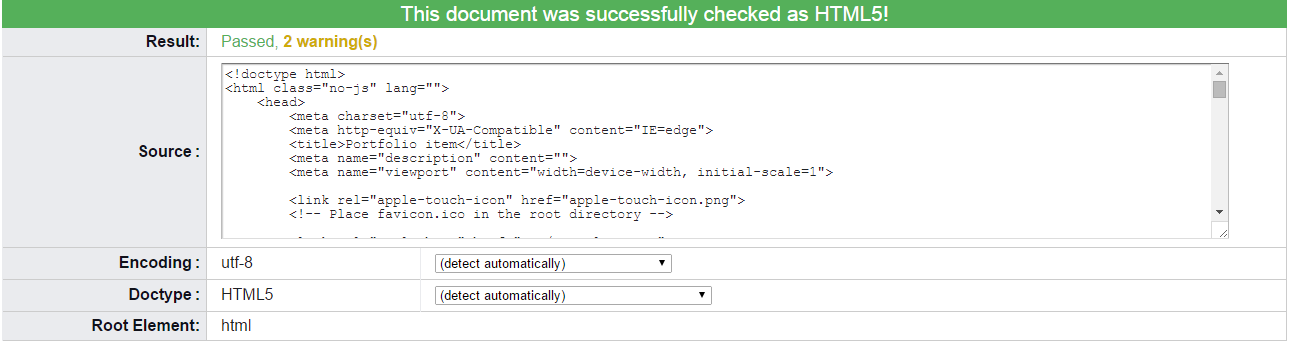 This document was successfully checked as HTML5!
Result: Passed, 2 warning(s)
Source :
<!doctype html>
<html class="no-js" lang="">
    <head>
        <meta charset="utf-8">
        <meta http-equiv="X-UA-Compatible" content="IE=edge">
        <title>Portfolio item</title>
        <meta name="description" content="">
        <meta name="viewport" content="width=device-width, initial-scale=1">

        <link rel="apple-touch-icon" href="apple-touch-icon.png">
        <!-- Place favicon.ico in the root directory -->
Encoding : utf-8 (detect automatically)
Doctype : HTML5 (detect automatically)
Root Element: html